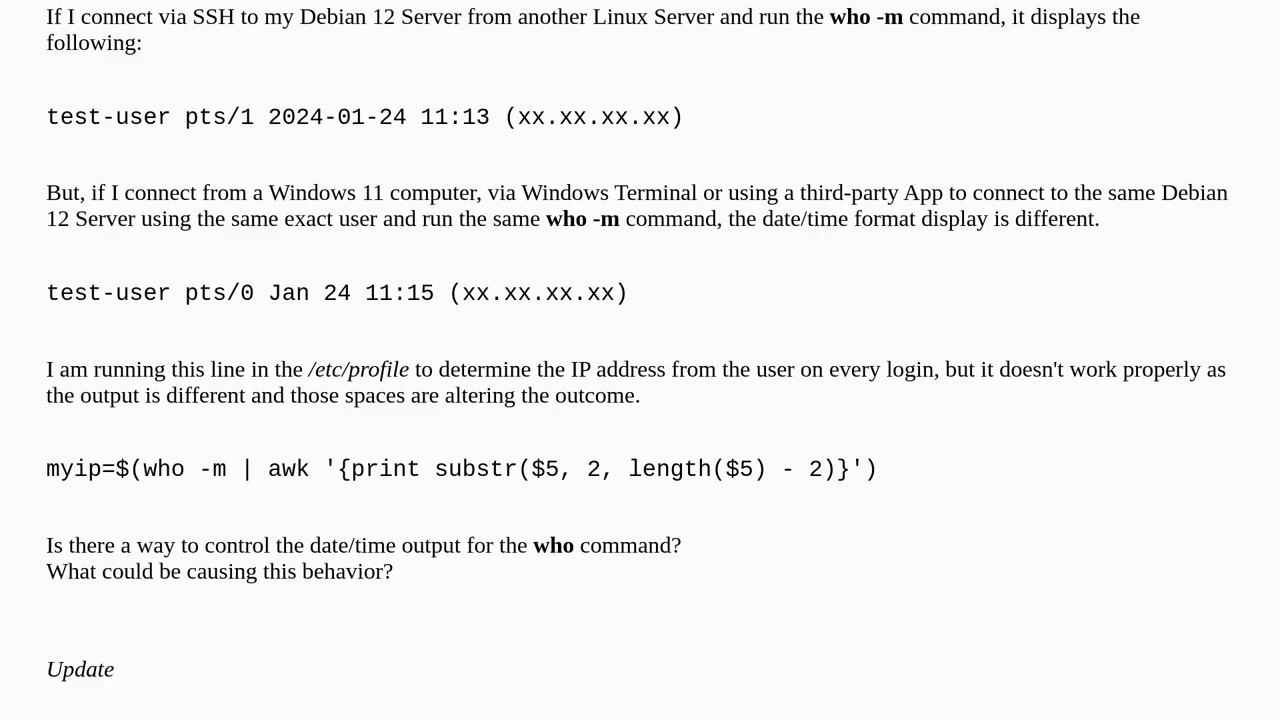 If I connect via SSH to my Debian 12 Server from another Linux Server and run the who -m command, it displays the
following:
test-user pts/1 2024-01-24 11:13 (xx.xx.xx.xx)
But, if I connect from a Windows 11 computer, via Windows Terminal or using a third-party App to connect to the same Debian
12 Server using the same exact user and run the same who -m command, the date/time format display is different.
test-user pts/0 Jan 24 11:15 (xx.xx.xx.xx)
I am running this line in the /etc/profile to determine the IP address from the user on every login, but it doesn't work properly as
the output is different and those spaces are altering the outcome.
myip=$(who -m | awk '{print substr($5, 2, length($5) - 2)}')
Is there a way to control the date/time output for the who command?
What could be causing this behavior?
Update